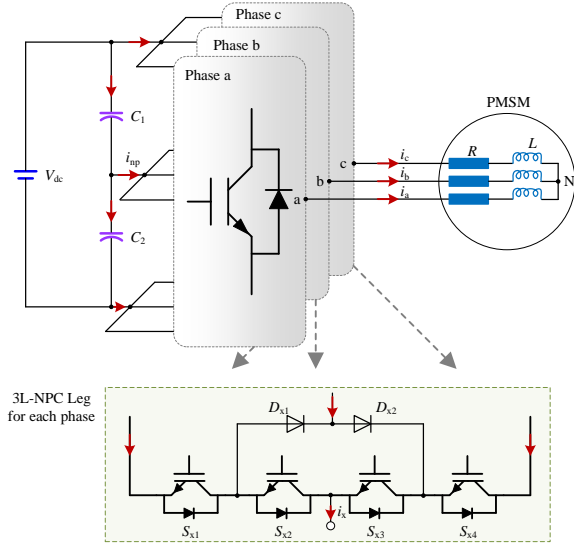 Phase c
Phase b
Phase a
PMSM
C1
inp
Vdc
C2
c
b
a
ic
ib
ia
R
L
N
3L-NPC Leg
for each phase
Dx1
Dx2
ix
Sx1
Sx2
Sx3
Sx4